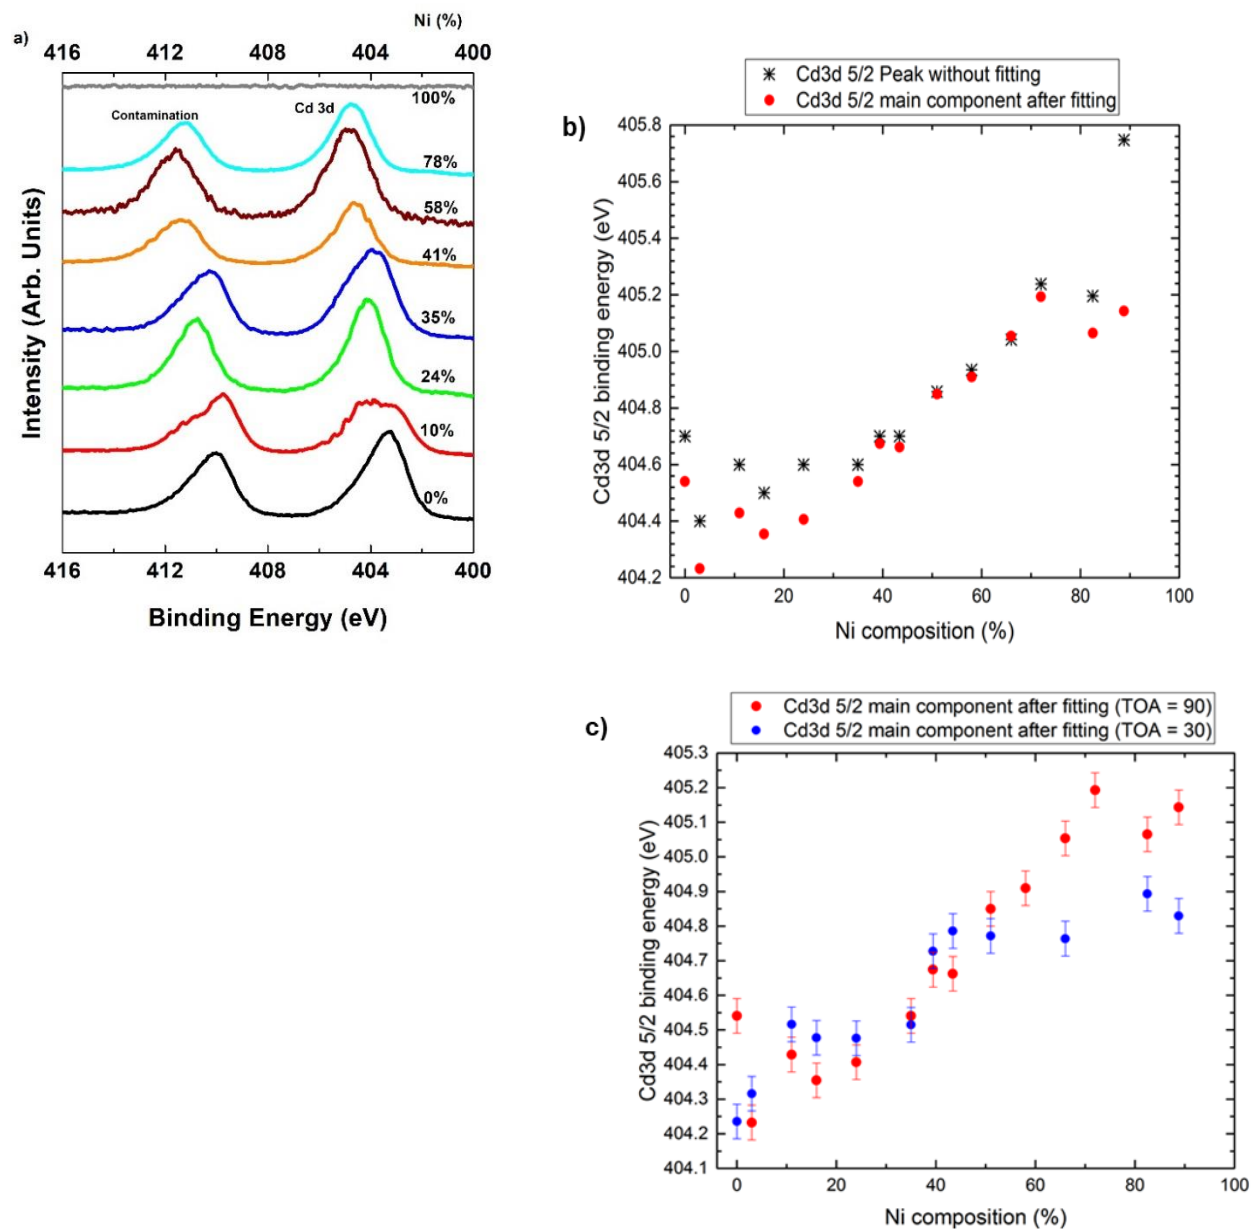 a)
Ni (%)
416 412 408 404 400
100%
Contamination
Cd 3d
78%
58%
41%
35%
24%
10%
0%
Intensity (Arb. Units)
416 412 408 404 400
Binding Energy (eV)
b)
Cd3d 5/2 Peak without fitting
Cd3d 5/2 main component after fitting
405.8
405.6
405.4
405.2
405.0
404.8
404.6
404.4
404.2
Cd3d 5/2 binding energy (eV)
0 20 40 60 80 100
Ni composition (%)
c)
Cd3d 5/2 main component after fitting (TOA = 90)
Cd3d 5/2 main component after fitting (TOA = 30)
405.3
405.2
405.1
405.0
404.9
404.8
404.7
404.6
404.5
404.4
404.3
404.2
404.1
Cd3d 5/2 binding energy (eV)
0 20 40 60 80 100
Ni composition (%)